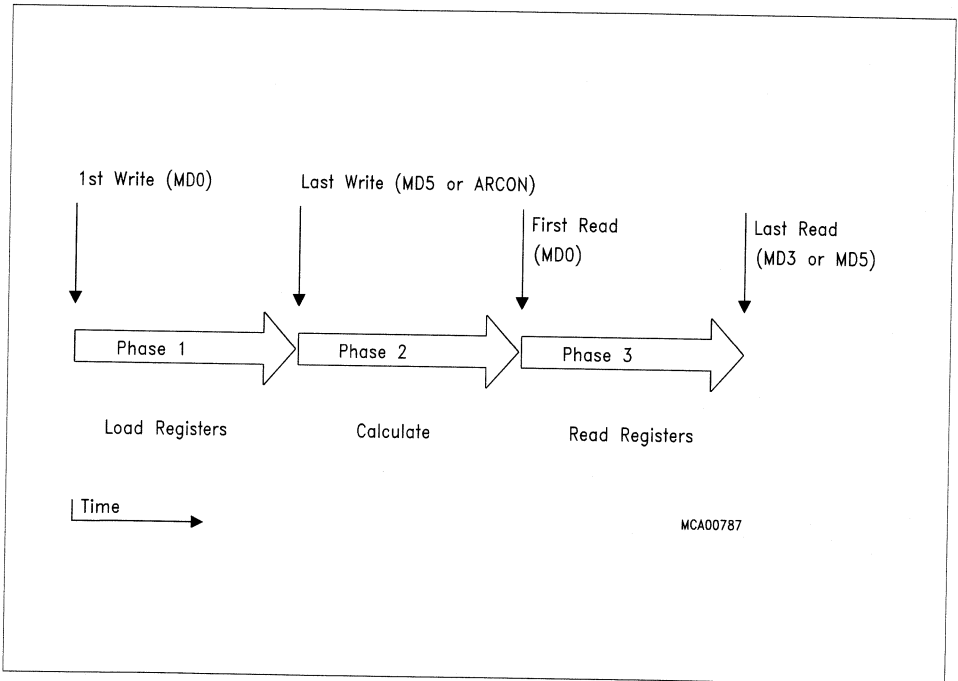 1st Write (MD0)
Last Write (MD5 or ARCON)
First Read
(MD0)
Last Read
(MD3 or MD5)
Phase 1
Phase 2
Phase 3
Load Registers
Calculate
Read Registers
Time
MCA00787